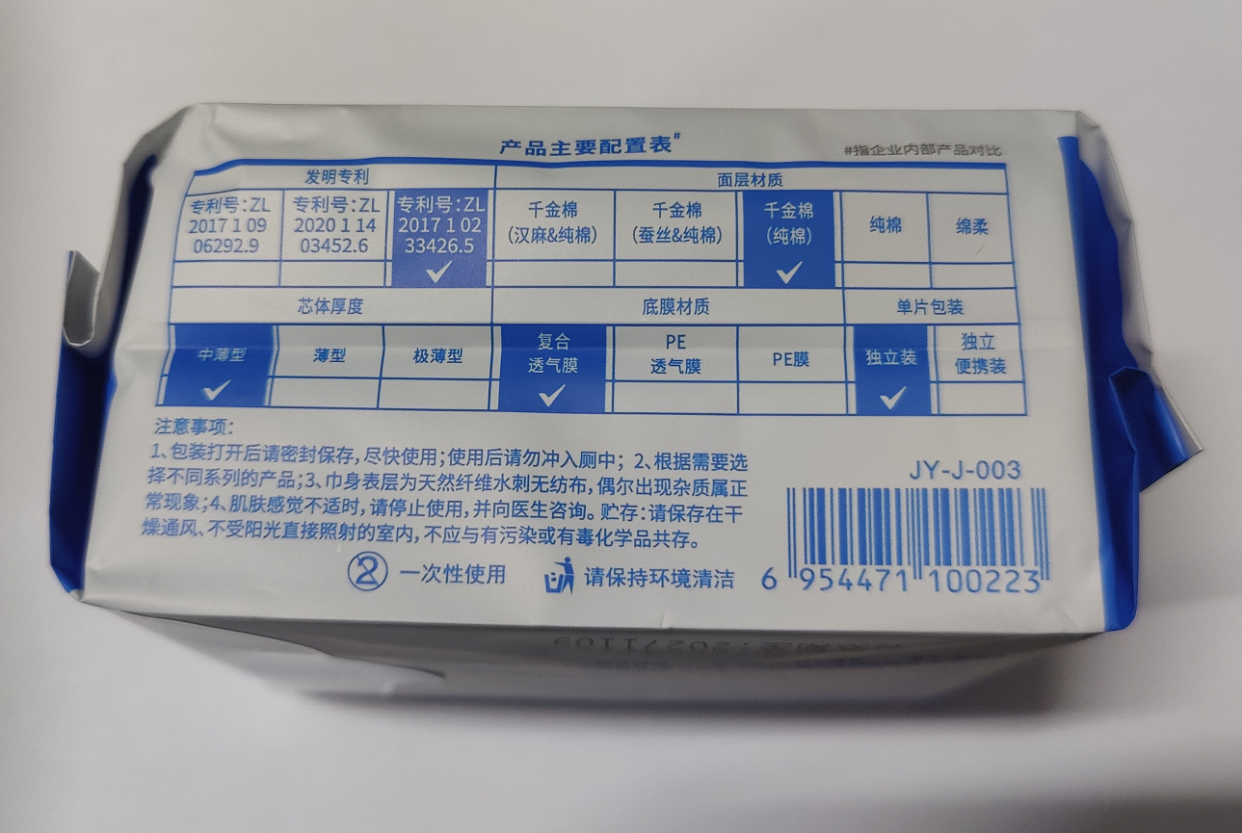 产品主要配置表#
#指企业内部产品对比
发明专利 面层材质
专利号:ZL 2017 1 09 06292.9
专利号:ZL 2020 1 14 03452.6
专利号:ZL 2017 1 02 33426.5 ✓
千金棉 (汉麻&纯棉)
千金棉 (蚕丝&纯棉)
千金棉 (纯棉) ✓
纯棉
绵柔
芯体厚度 底膜材质 单片包装
中薄型 ✓
薄型
极薄型
复合 透气膜 ✓
PE 透气膜
PE膜
独立装 ✓
独立 便携装
注意事项:
1、包装打开后请密封保存,尽快使用;使用后请勿冲入厕中; 2、根据需要选
择不同系列的产品;3、巾身表层为天然纤维水刺无纺布,偶尔出现杂质属正
常现象;4、肌肤感觉不适时,请停止使用,并向医生咨询。贮存:请保存在干
燥通风、不受阳光直接照射的室内,不应与有污染或有毒化学品共存。
2 一次性使用 请保持环境清洁
JY-J-003
6 954471 100223
20271109